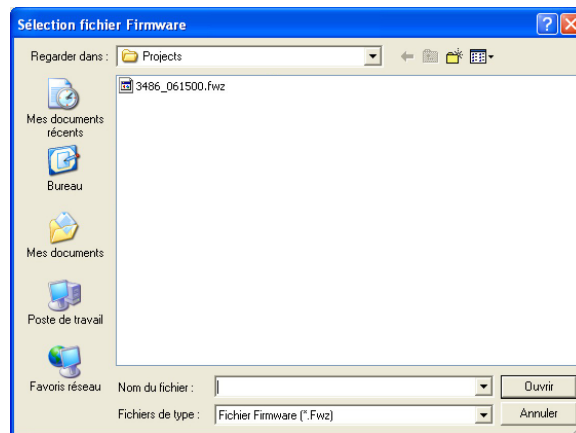 Sélection fichier Firmware
Regarder dans :
Projects
3486_061500.fwz
Mes documents
récents
Bureau
Mes documents
Poste de travail
Favoris réseau
Nom du fichier :
Ouvrir
Fichiers de type :
Fichier Firmware (*.Fwz)
Annuler